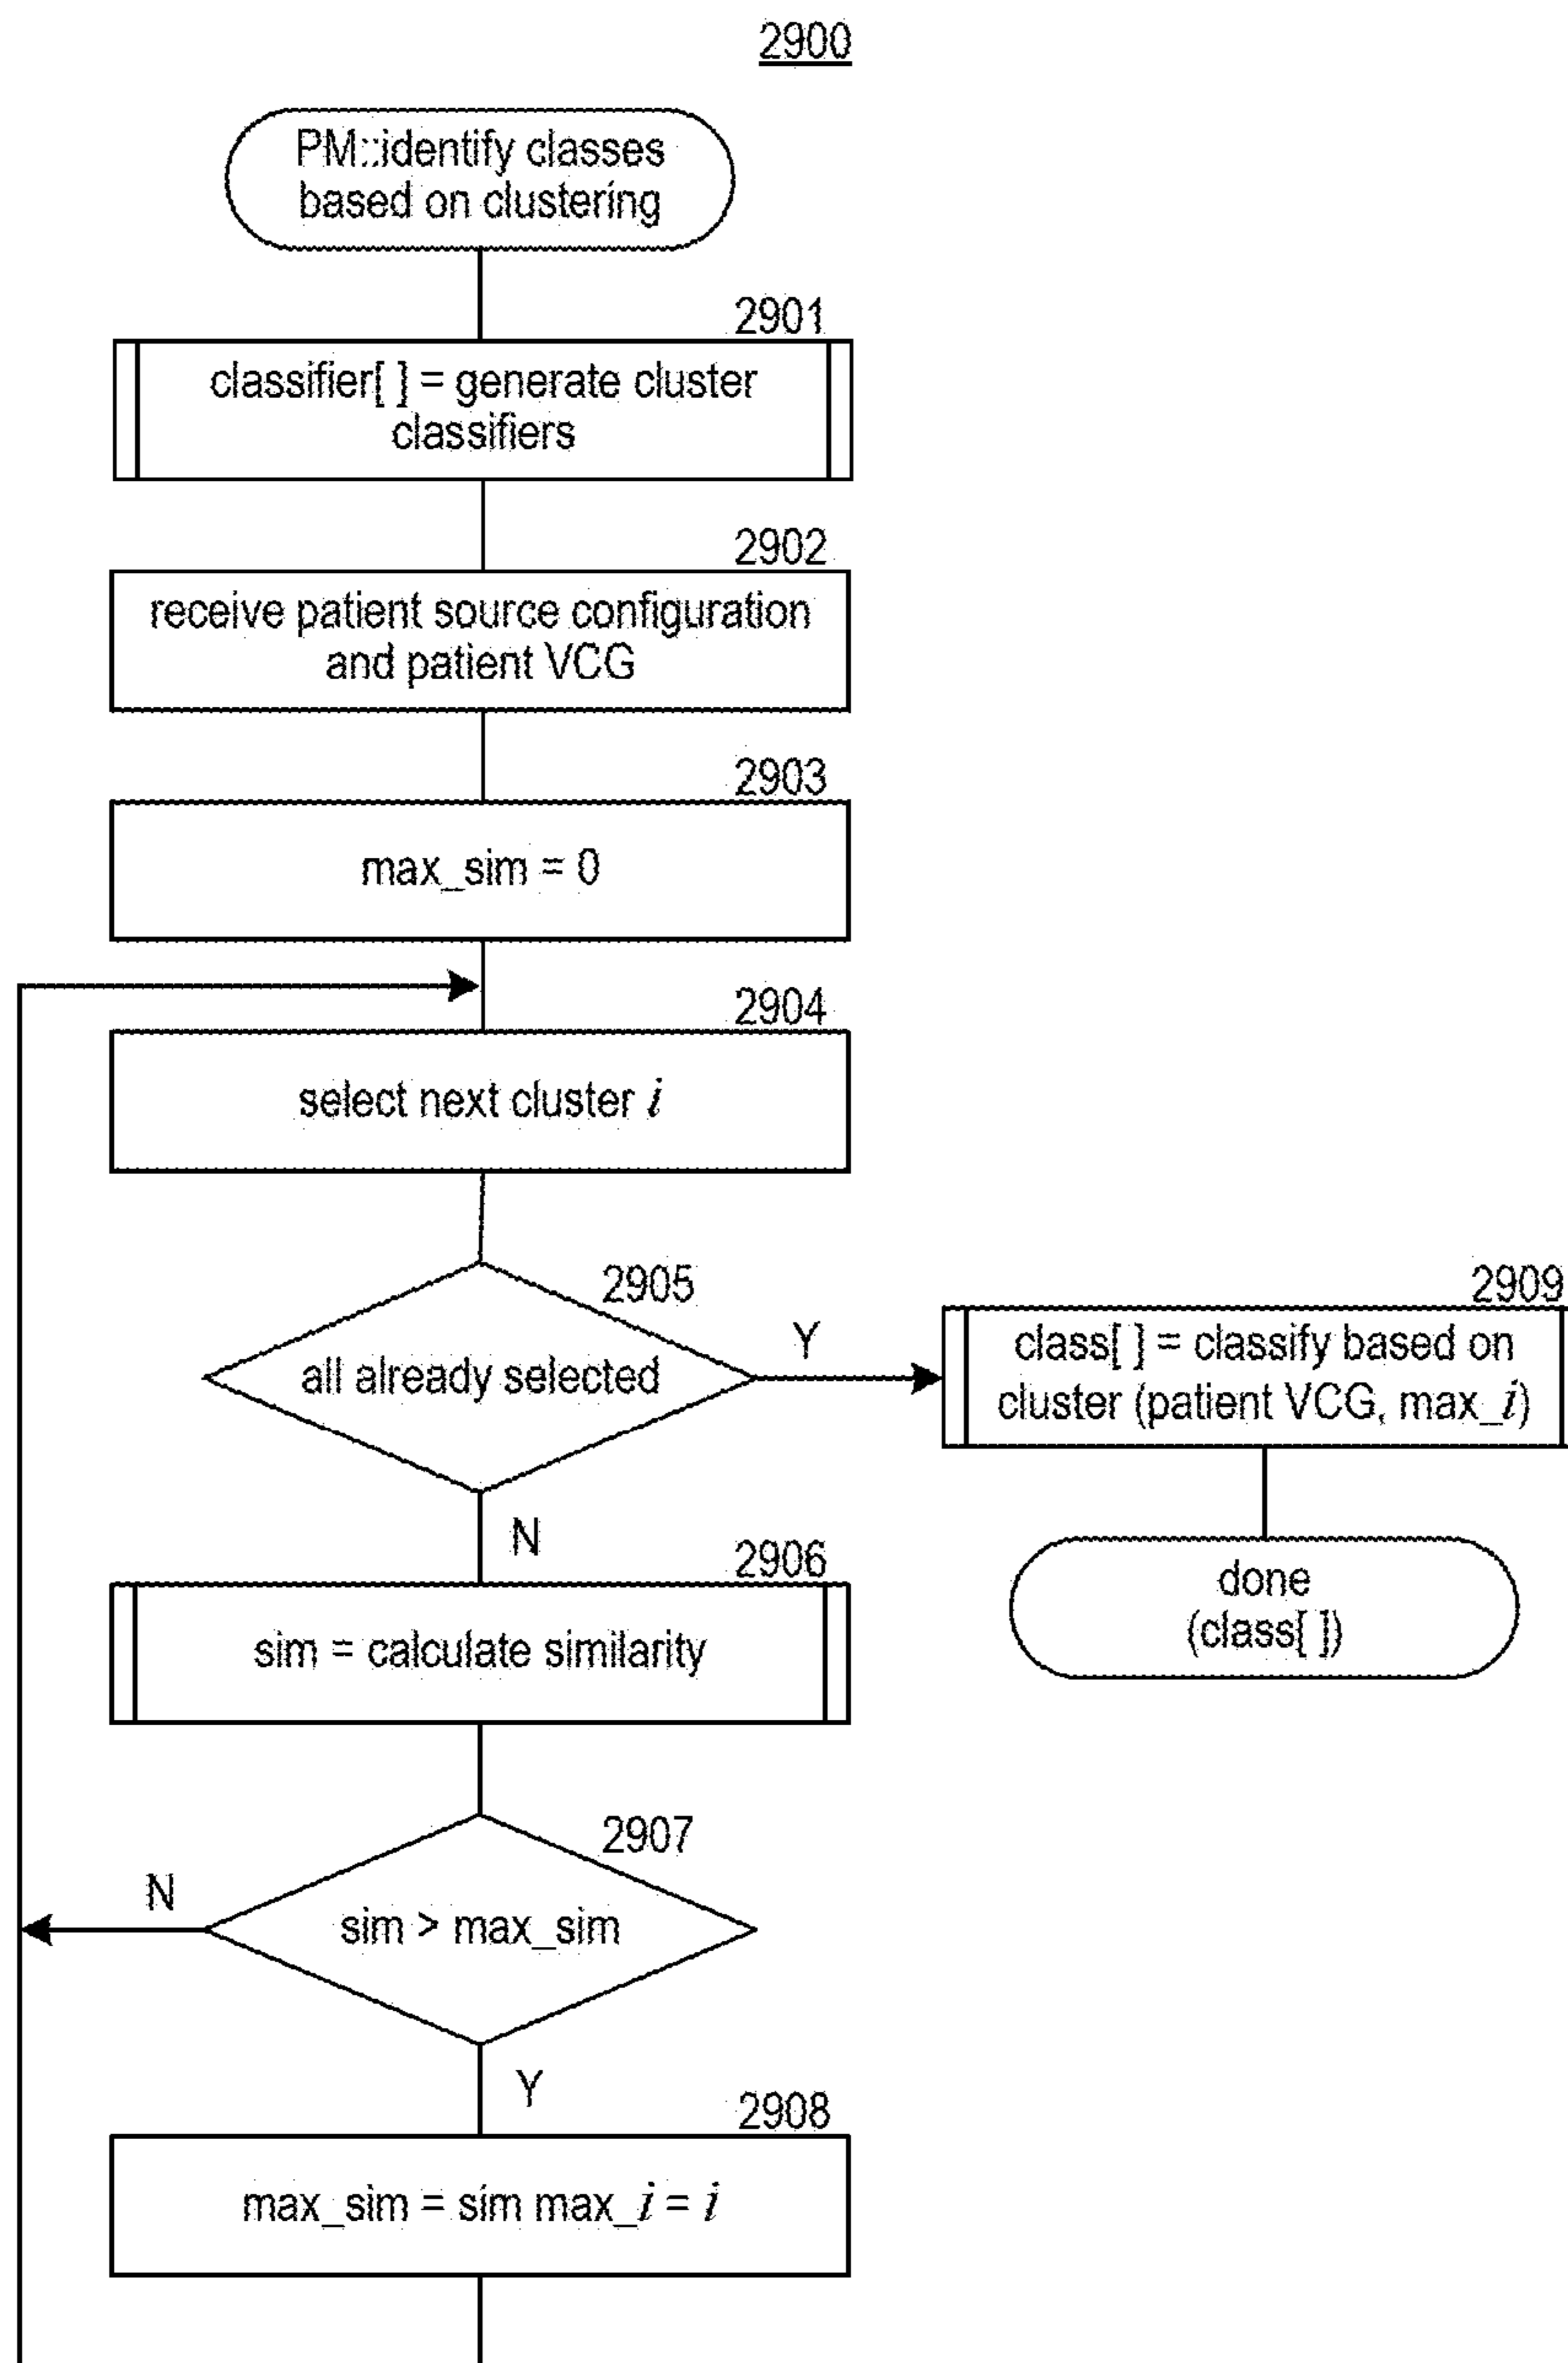 2900
PM::identify classes
based on clustering
2901
classifier[ ] = generate cluster
classifiers
2902
receive patient source configuration
and patient VCG
2903
max_sim = 0
2904
select next cluster i
2905
all already selected
Y
N
2909
class[ ] = classify based on
cluster (patient VCG, max_i)
done
(class[ ])
2906
sim = calculate similarity
2907
sim > max_sim
N
Y
2908
max_sim = sim max_i = i